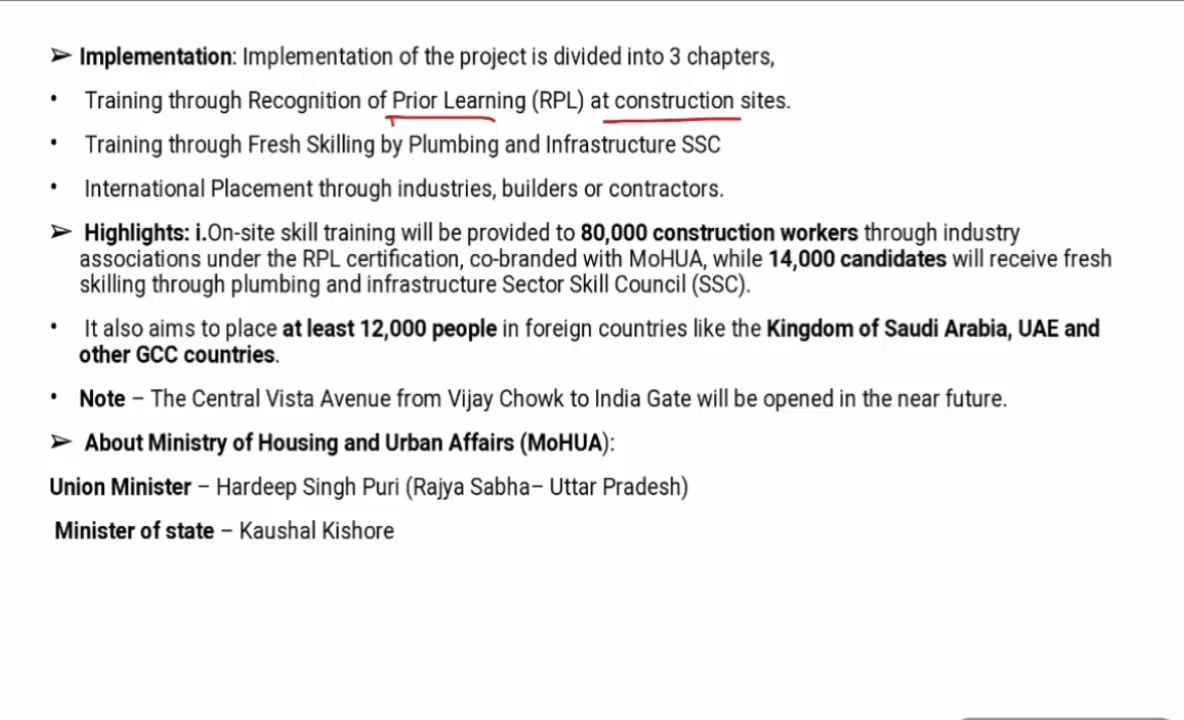 ➢ Implementation: Implementation of the project is divided into 3 chapters,
• Training through Recognition of Prior Learning (RPL) at construction sites.
• Training through Fresh Skilling by Plumbing and Infrastructure SSC
• International Placement through industries, builders or contractors.
➢ Highlights: i.On-site skill training will be provided to 80,000 construction workers through industry
associations under the RPL certification, co-branded with MoHUA, while 14,000 candidates will receive fresh
skilling through plumbing and infrastructure Sector Skill Council (SSC).
• It also aims to place at least 12,000 people in foreign countries like the Kingdom of Saudi Arabia, UAE and
other GCC countries.
• Note – The Central Vista Avenue from Vijay Chowk to India Gate will be opened in the near future.
➢ About Ministry of Housing and Urban Affairs (MoHUA):
Union Minister – Hardeep Singh Puri (Rajya Sabha– Uttar Pradesh)
Minister of state – Kaushal Kishore